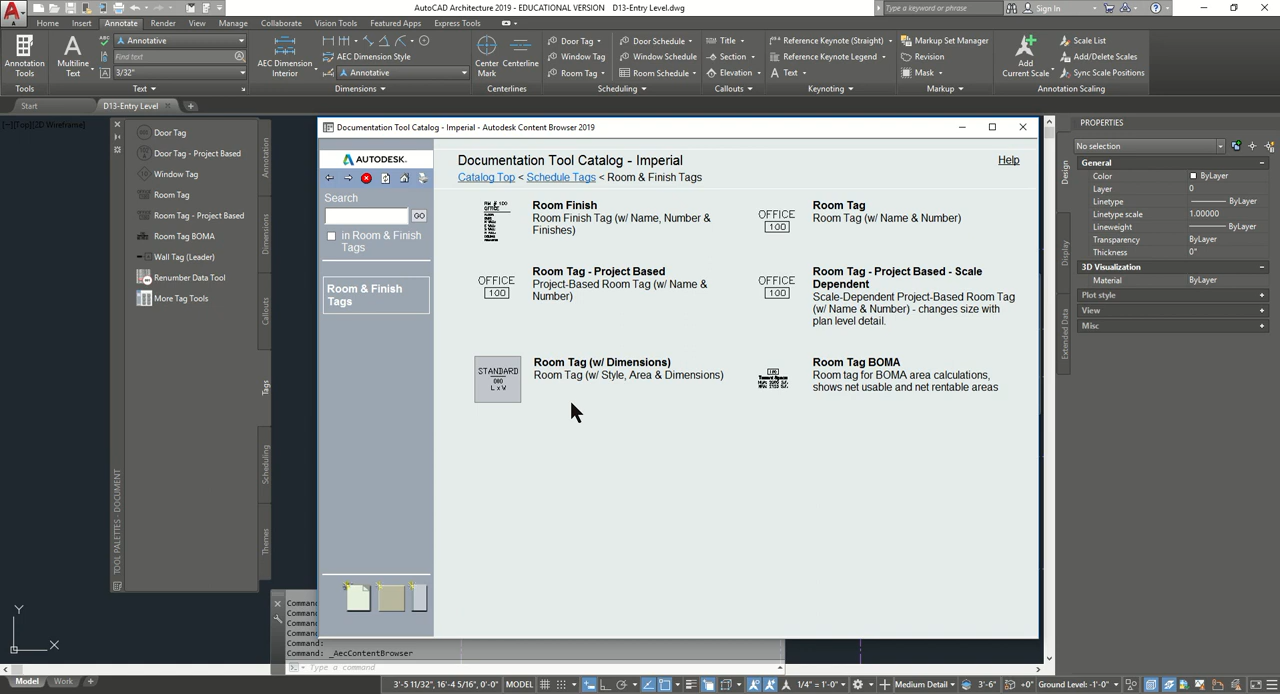 AutoCAD Architecture 2019 - EDUCATIONAL VERSION D13-Entry Level.dwg
Type a keyword or phrase
Sign In
Home Insert Annotate Render View Manage Collaborate Vision Tools Featured Apps Express Tools
Annotation Tools
Tools
Multiline Text
Annotative
Find text
3/32"
Text
AEC Dimension Interior
AEC Dimension Style
Annotative
Dimensions
Center Mark
Centerline
Centerlines
Door Tag
Window Tag
Room Tag
Door Schedule
Window Schedule
Room Schedule
Scheduling
Title
Section
Elevation
Callouts
Reference Keynote (Straight)
Reference Keynote Legend
Text
Keynoting
Markup Set Manager
Revision
Mask
Markup
Add Current Scale
Scale List
Add/Delete Scales
Sync Scale Positions
Annotation Scaling
Start
D13-Entry Level
[-][Top][2D Wireframe]
Door Tag
Door Tag - Project Based
Window Tag
Room Tag
Room Tag - Project Based
Room Tag BOMA
Wall Tag (Leader)
Renumber Data Tool
More Tag Tools
Annotation
Dimensions
Callouts
Tags
Scheduling
Themes
TOOL PALETTES - DOCUMENT
Documentation Tool Catalog - Imperial - Autodesk Content Browser 2019
AUTODESK.
Search
GO
in Room & Finish
Tags
Room & Finish
Tags
Documentation Tool Catalog - Imperial
Help
Catalog Top < Schedule Tags < Room & Finish Tags
Room Finish
Room Finish Tag (w/ Name, Number &
Finishes)
OFFICE
100
Room Tag
Room Tag (w/ Name & Number)
OFFICE
100
Room Tag - Project Based
Project-Based Room Tag (w/ Name &
Number)
OFFICE
100
Room Tag - Project Based - Scale
Dependent
Scale-Dependent Project-Based Room Tag
(w/ Name & Number) - changes size with
plan level detail.
STANDARD
000
L x W
Room Tag (w/ Dimensions)
Room Tag (w/ Style, Area & Dimensions)
Room Tag BOMA
Room tag for BOMA area calculations,
shows net usable and net rentable areas
PROPERTIES
No selection
General
Color ByLayer
Layer 0
Linetype ByLayer
Linetype scale 1.00000
Lineweight ByLayer
Transparency ByLayer
Thickness 0"
3D Visualization
Material ByLayer
Plot style
View
Misc
Design
Display
Extended Data
Command:
Command: _AecContentBrowser
Type a command
Y
X
Model Work
3'-5 11/32", 16'-4 5/16", 0'-0" MODEL 1/4" = 1'-0" Medium Detail 3'-6" +0" Ground Level:-1'-0"